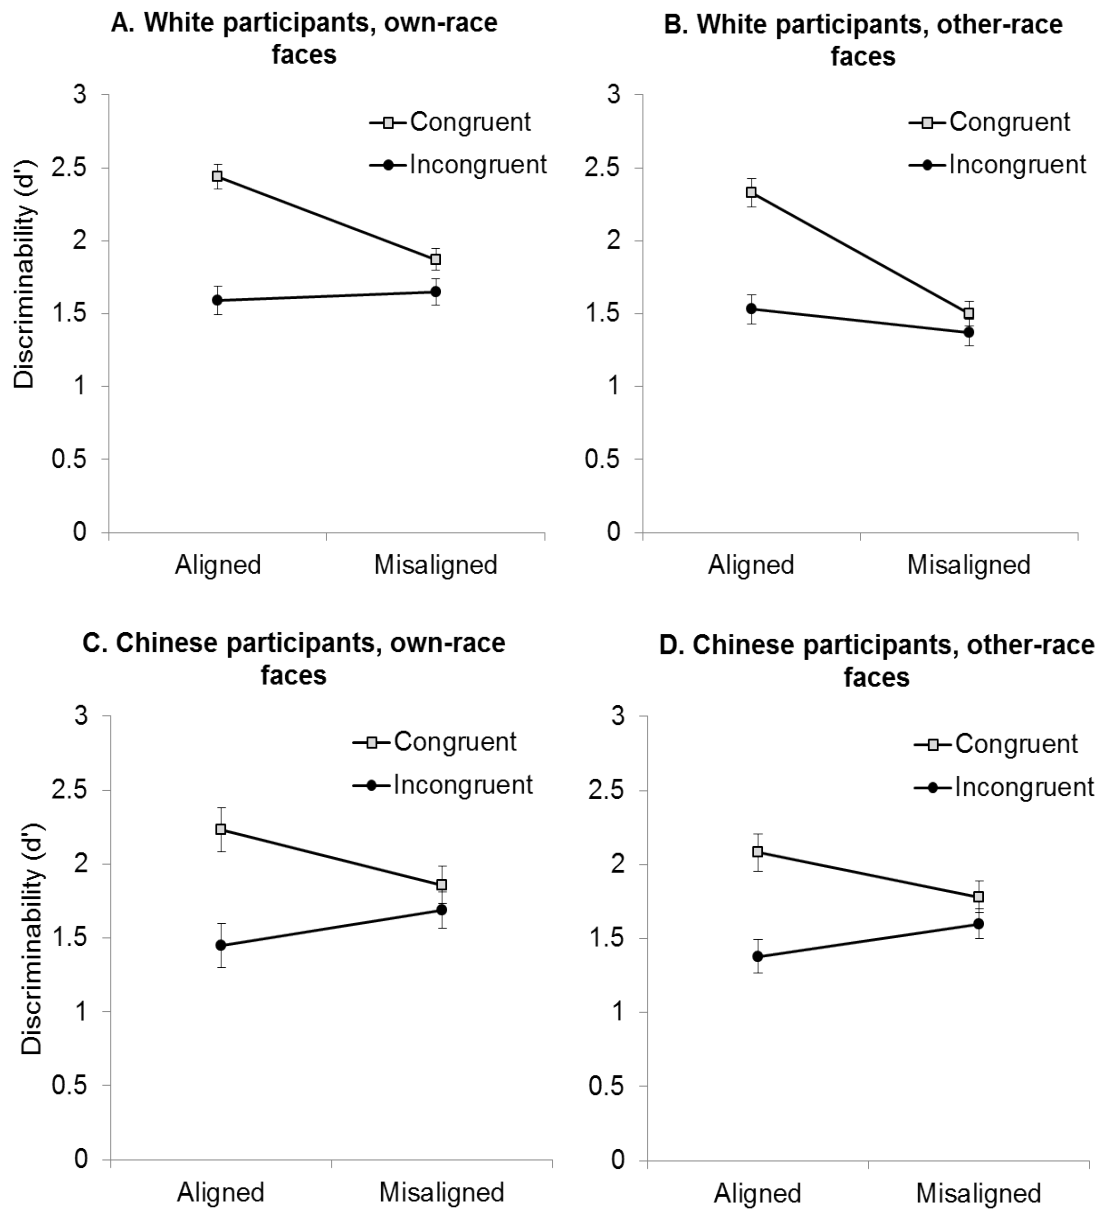 A. White participants, own-race
faces
3
2.5
2
1.5
1
0.5
0
Discriminability (d')
Congruent
Incongruent
Aligned
Misaligned
B. White participants, other-race
faces
3
2.5
2
1.5
1
0.5
0
Congruent
Incongruent
Aligned
Misaligned
C. Chinese participants, own-race
faces
3
2.5
2
1.5
1
0.5
0
Discriminability (d')
Congruent
Incongruent
Aligned
Misaligned
D. Chinese participants, other-race
faces
3
2.5
2
1.5
1
0.5
0
Congruent
Incongruent
Aligned
Misaligned